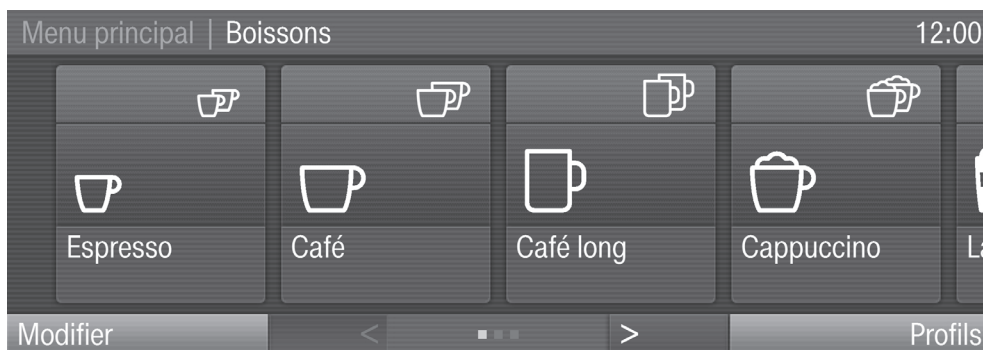 Menu principal | Boissons 12:00
Espresso Café Café long Cappuccino
Modifier < > Profils